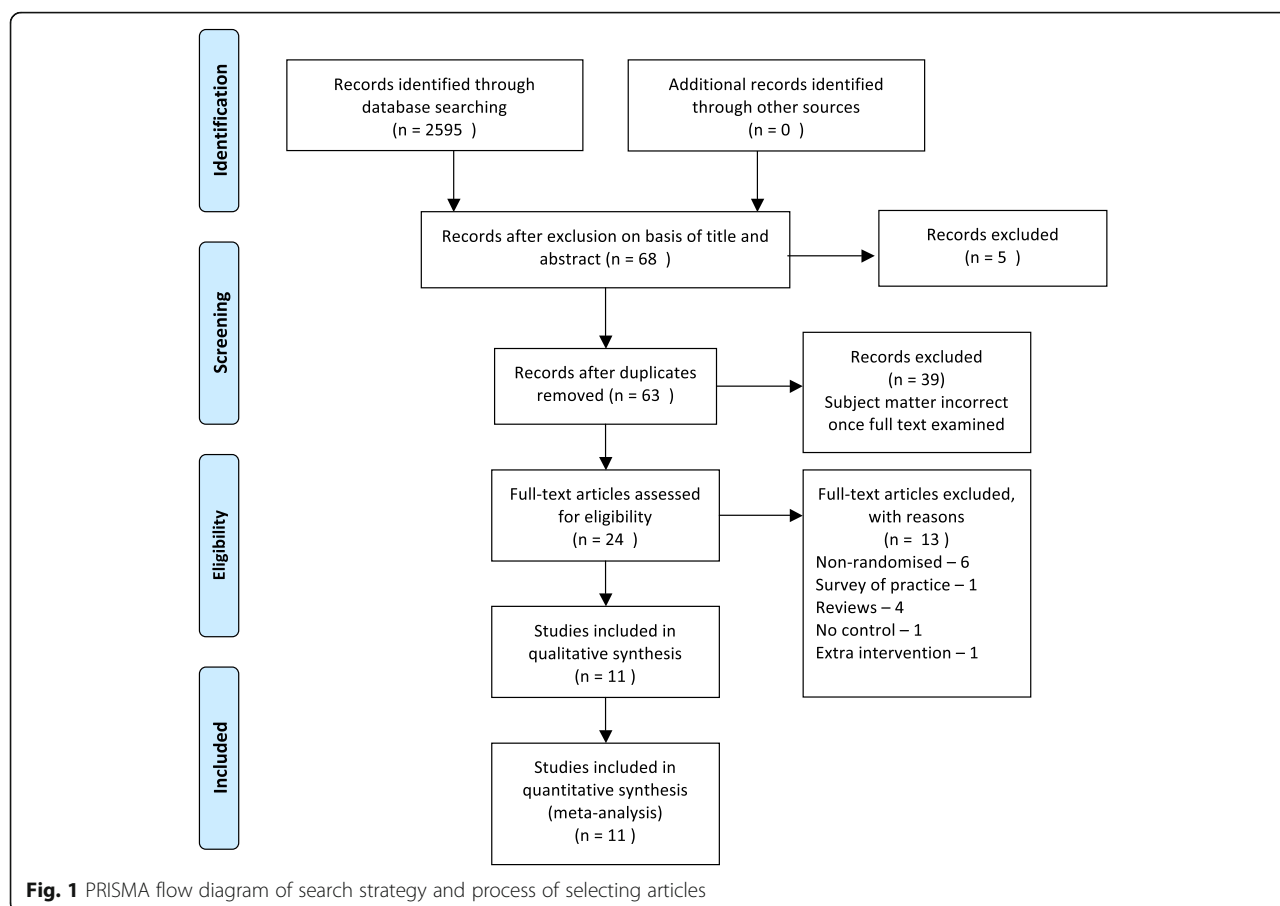 Identification
Records identified through
database searching
(n = 2595  )
Additional records identified
through other sources
(n = 0  )
Records after exclusion on basis of title and
abstract (n = 68   )
Records excluded
(n = 5  )
Screening
Records after duplicates
removed (n = 63   )
Records excluded
(n = 39)
Subject matter incorrect
once full text examined
Eligibility
Full-text articles assessed
for eligibility
(n = 24  )
Full-text articles excluded,
with reasons
(n =  13 )
Non-randomised – 6
Survey of practice – 1
Reviews – 4
No control – 1
Extra intervention – 1
Studies included in
qualitative synthesis
(n = 11 )
Included
Studies included in
quantitative synthesis
(meta-analysis)
(n = 11 )
Fig. 1 PRISMA flow diagram of search strategy and process of selecting articles